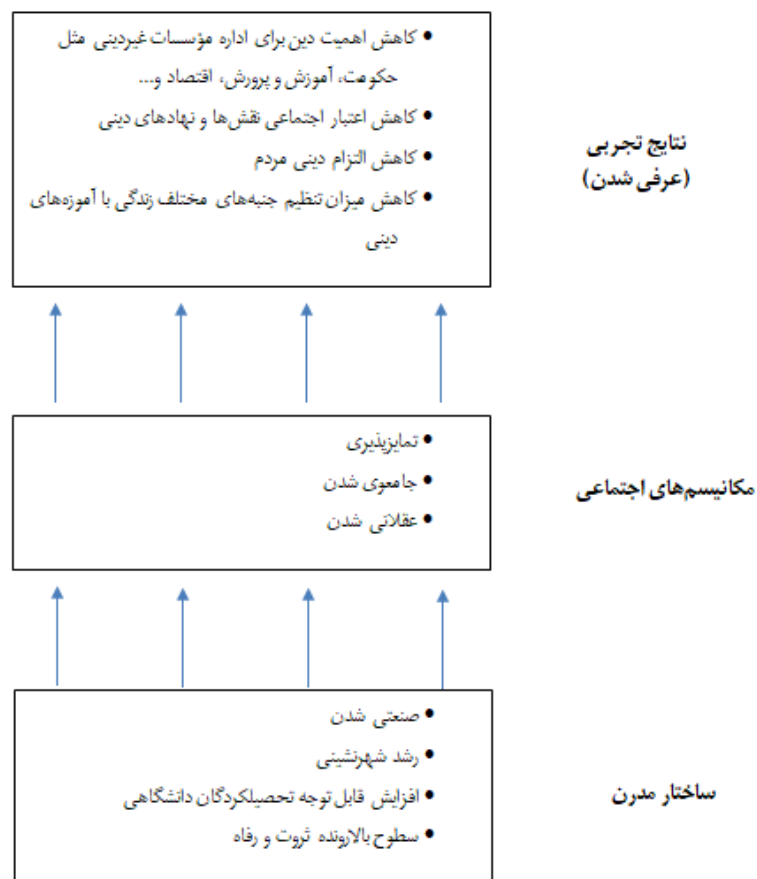 • کاهش اهمیت دین برای اداره مؤسسات غیردینی مثل
حکومت، آموزش و پرورش، اقتصاد و...
• کاهش اعتبار اجتماعی نقش‌ها و نهادهای دینی
• کاهش التزام دینی مردم
• کاهش میزان تنظیم جنبه‌های مختلف زندگی با آموزه‌های
دینی
نتایج تجربی
(عرفی شدن)
• تمایزپذیری
• جامعوی شدن
• عقلانی شدن
مکانیسم‌های اجتماعی
• صنعتی شدن
• رشد شهرنشینی
• افزایش قابل توجه تحصیلکردگان دانشگاهی
• سطوح بالارونده ثروت و رفاه
ساختار مدرن